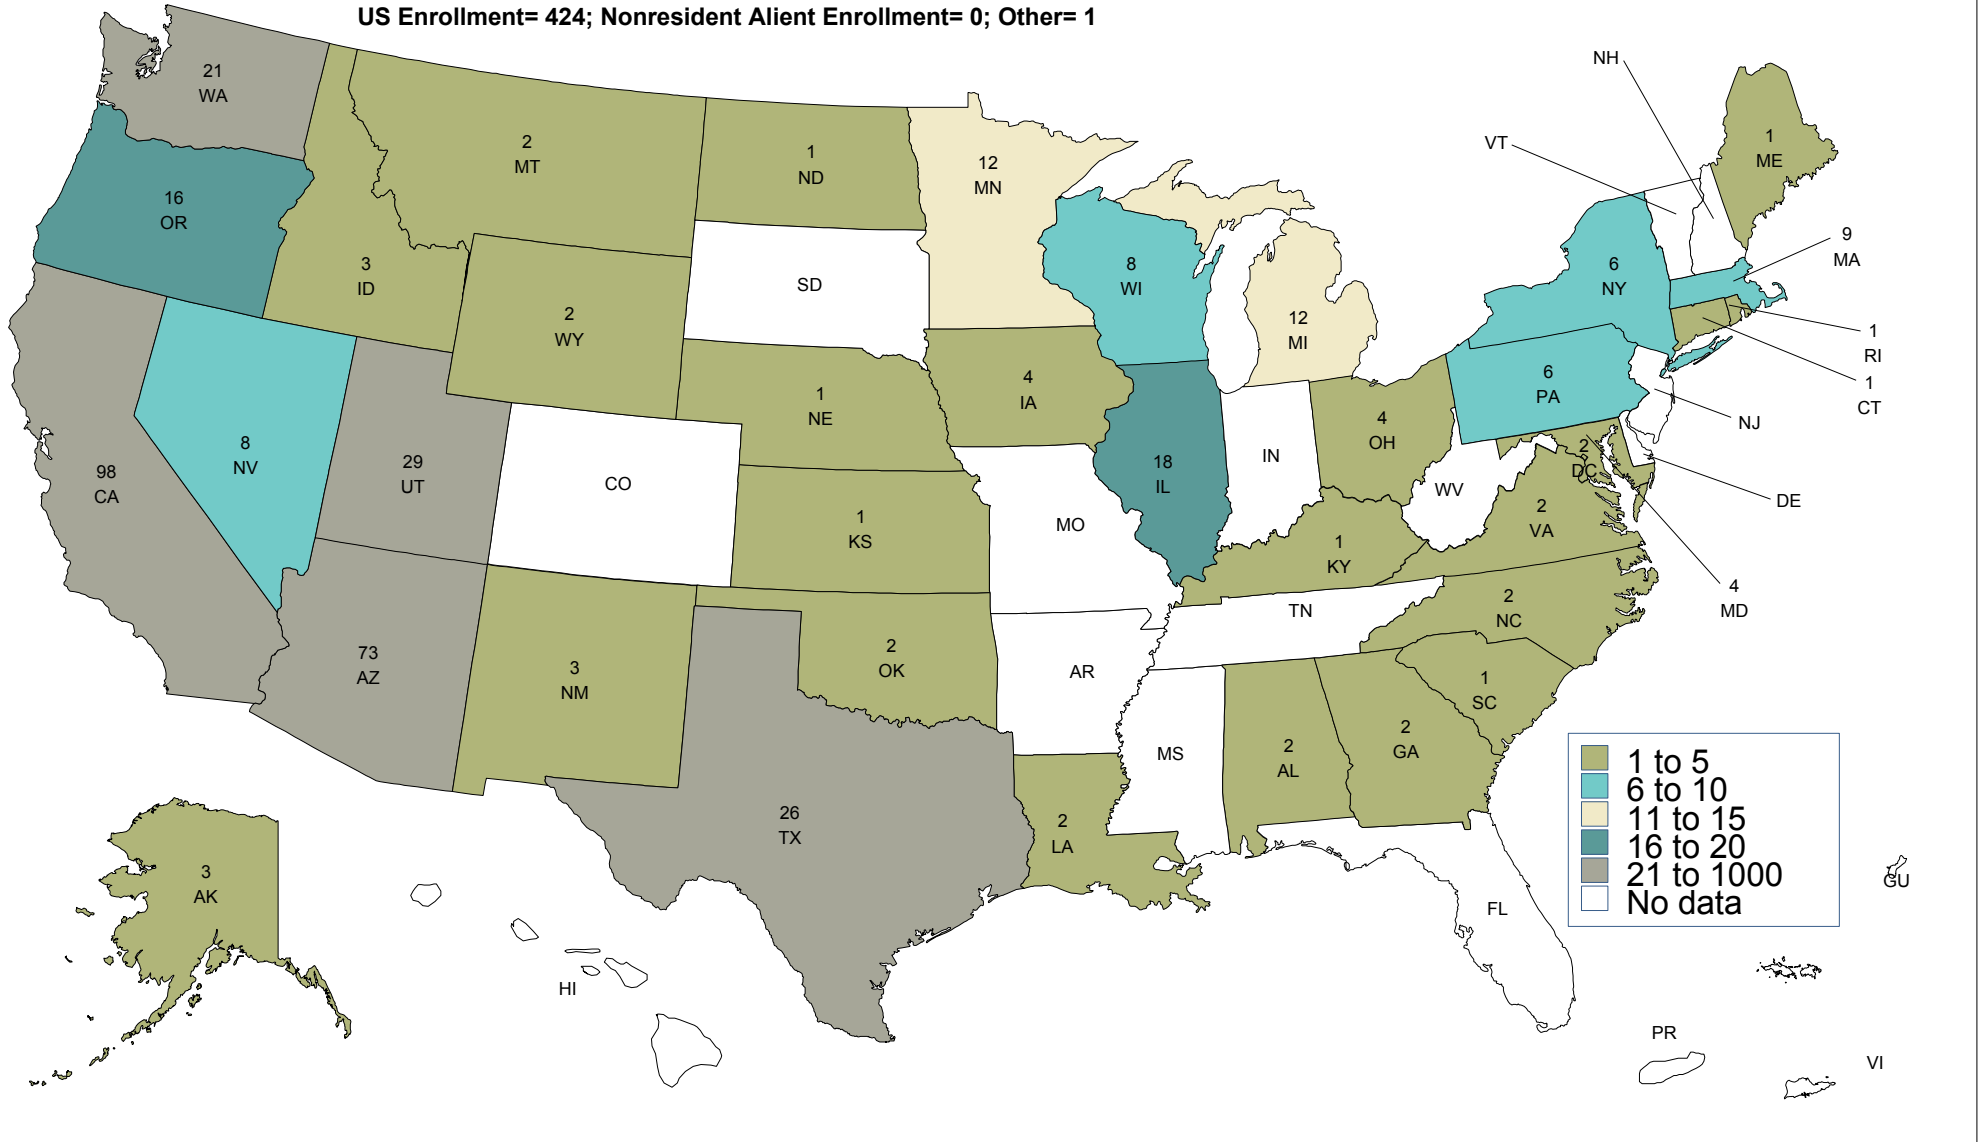 US Enrollment= 424; Nonresident Alient Enrollment= 0; Other= 1
21
WA
16
OR
3
ID
2
MT
1
ND
12
MN
8
WI
12
MI
NH
VT
1
ME
9
MA
6
NY
1
RI
1
CT
6
PA
NJ
DE
4
MD
2
DC
SD
2
WY
1
NE
4
IA
4
OH
IN
18
IL
WV
2
VA
98
CA
8
NV
29
UT
CO
1
KS
MO
1
KY
TN
2
NC
1
SC
73
AZ
3
NM
2
OK
AR
MS
2
AL
2
GA
26
TX
2
LA
FL
3
AK
HI
1 to 5
6 to 10
11 to 15
16 to 20
21 to 1000
No data
GU
PR
VI